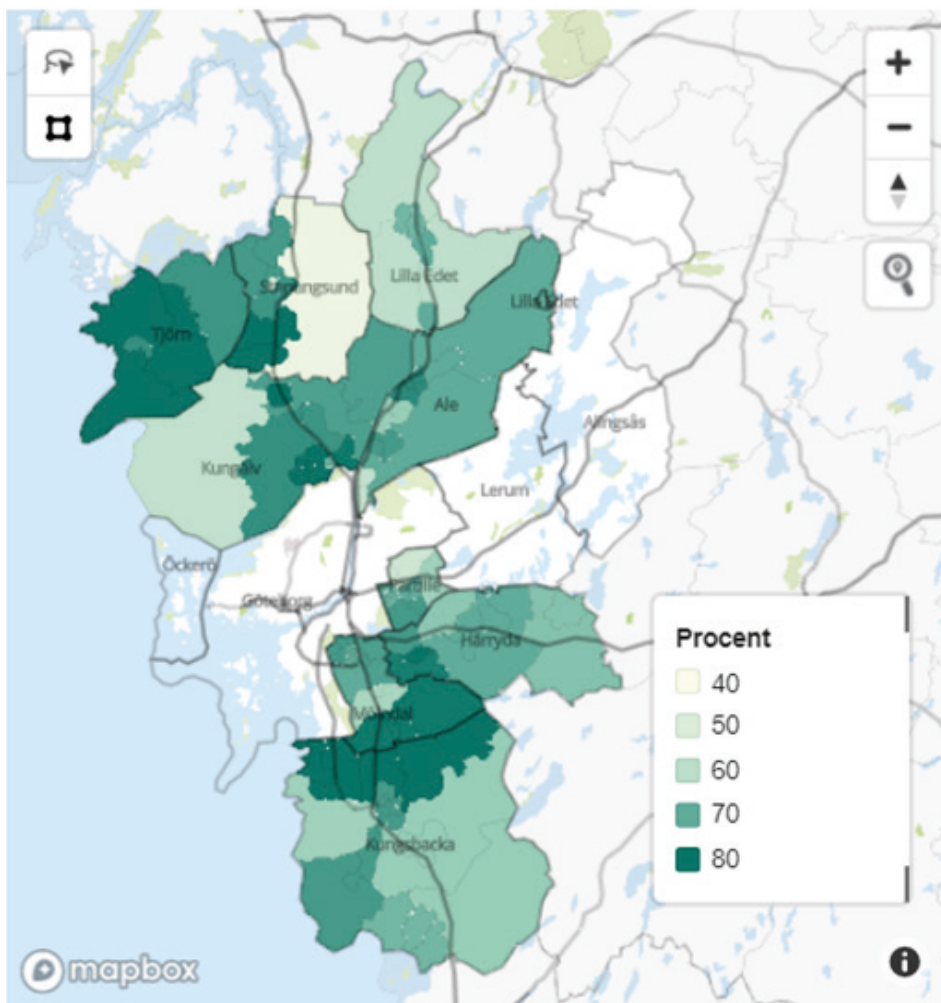 +
−
Lilla Edet
Stenungsund
Lilla Edet
Tjörn
Ale
Alingsås
Kungälv
Lerum
Öckerö
Partille
Göteborg
Härryda
Mölndal
Kungsbacka
Procent
40
50
60
70
80
mapbox
i